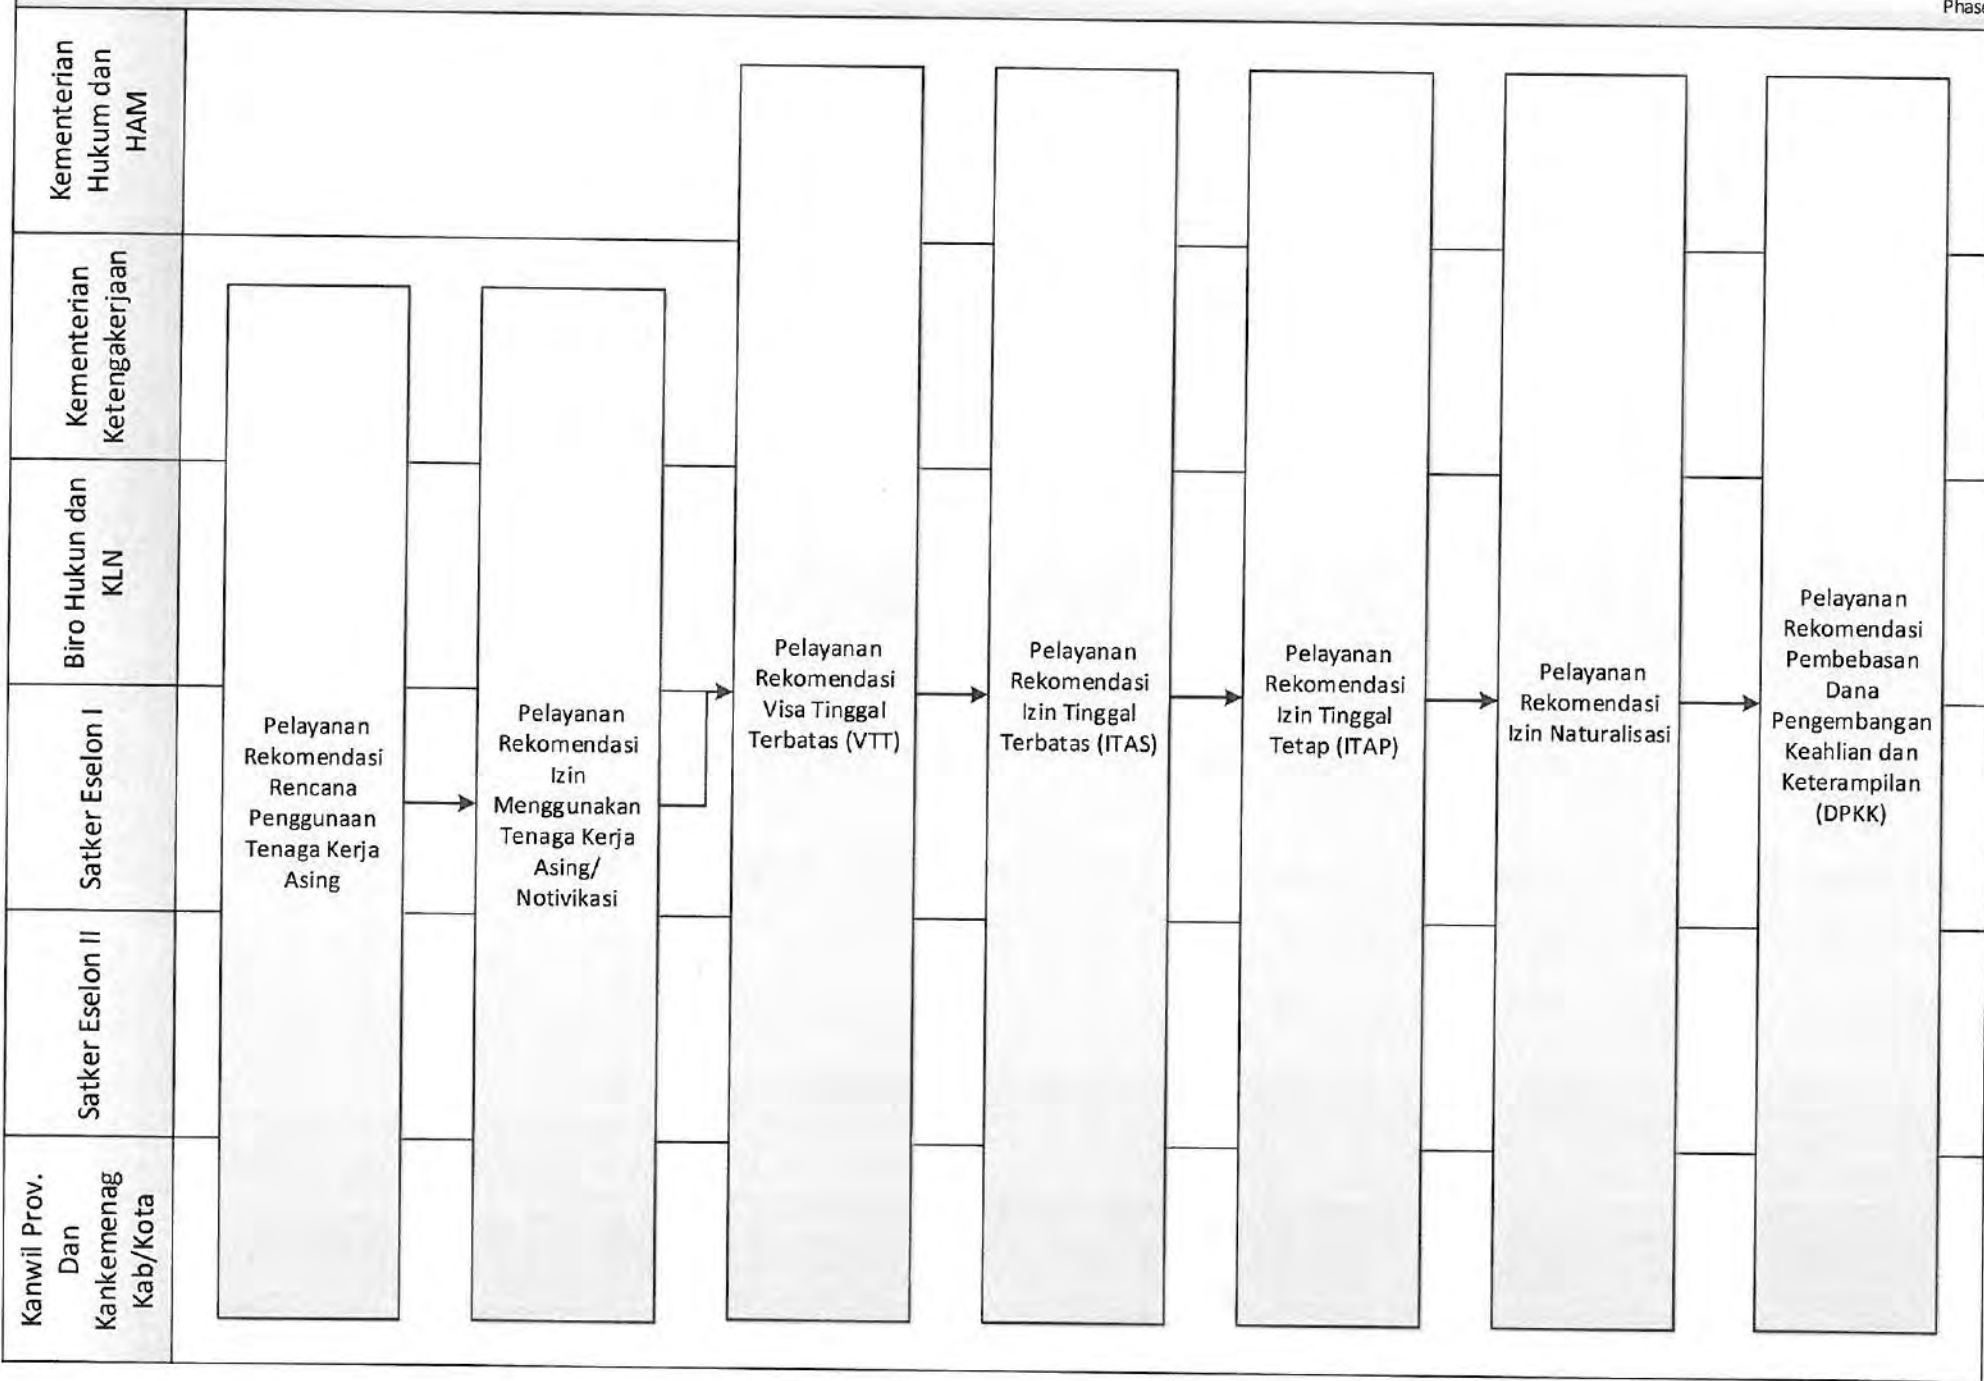 Phase
Kementerian
Hukum dan
HAM
Kementerian
Ketengakerjaan
Biro Hukun dan
KLN
Satker Eselon I
Satker Eselon II
Kanwil Prov.
Dan
Kankemenag
Kab/Kota
Pelayanan
Rekomendasi
Rencana
Penggunaan
Tenaga Kerja
Asing
Pelayanan
Rekomendasi
Izin
Menggunakan
Tenaga Kerja
Asing/
Notivikasi
Pelayanan
Rekomendasi
Visa Tinggal
Terbatas (VTT)
Pelayanan
Rekomendasi
Izin Tinggal
Terbatas (ITAS)
Pelayanan
Rekomendasi
Izin Tinggal
Tetap (ITAP)
Pelayanan
Rekomendasi
Izin Naturalisasi
Pelayanan
Rekomendasi
Pembebasan
Dana
Pengembangan
Keahlian dan
Keterampilan
(DPKK)